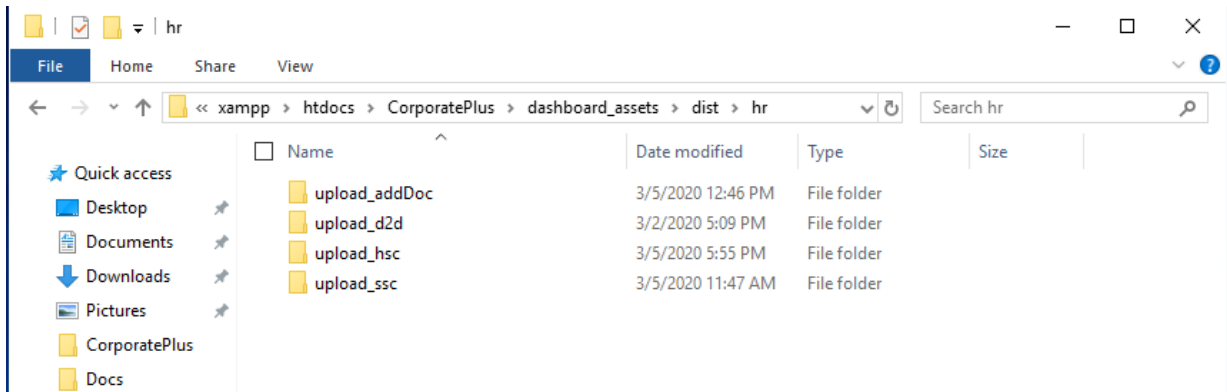 hr
File Home Share View
« xampp > htdocs > CorporatePlus > dashboard_assets > dist > hr Search hr
Name Date modified Type Size
Quick access
Desktop
Documents
Downloads
Pictures
CorporatePlus
Docs
upload_addDoc 3/5/2020 12:46 PM File folder
upload_d2d 3/2/2020 5:09 PM File folder
upload_hsc 3/5/2020 5:55 PM File folder
upload_ssc 3/5/2020 11:47 AM File folder